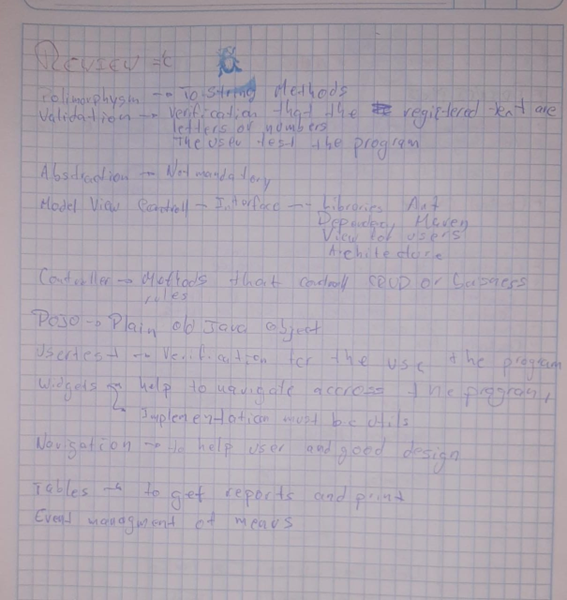 REVIEW
Polimorphysm → To String Methods
Validation → Verification that the registered text are
letters or numbers
The user test the program
Abstraction → Not mandatory
Model View Controll → Interface → Libraries Ant
Maven
View for users
Architecture
Controller → Methods that controll CRUD or business
rules
POJO → Plain old Java object
Usertest → Verification for the use the program
Widgets → help to navigate accross the program
↳ Implementation must be utils
Navigation → to help user and good design
Tables → to get reports and print
Event managment of menus